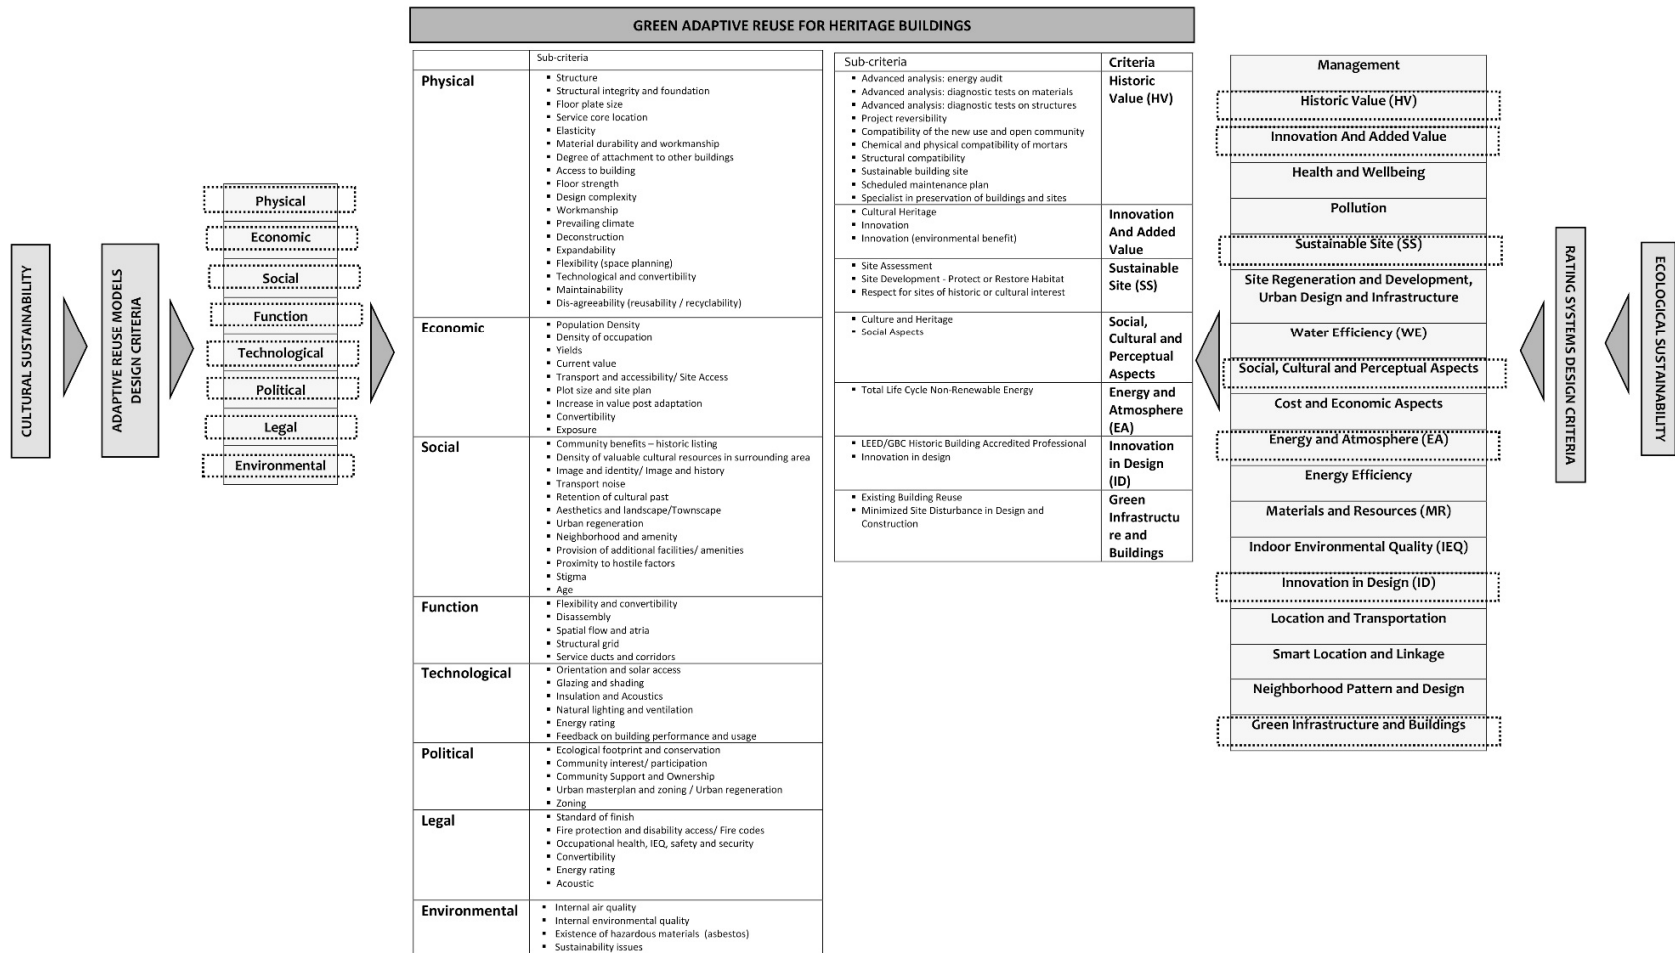 GREEN ADAPTIVE REUSE FOR HERITAGE BUILDINGS
CULTURAL SUSTAINABILITY
ADAPTIVE REUSE MODELS
DESIGN CRITERIA
Physical
Economic
Social
Function
Technological
Political
Legal
Environmental
Sub-criteria
Physical
▪ Structure
▪ Structural integrity and foundation
▪ Floor plate size
▪ Service core location
▪ Elasticity
▪ Material durability and workmanship
▪ Degree of attachment to other buildings
▪ Access to building
▪ Floor strength
▪ Design complexity
▪ Workmanship
▪ Prevailing climate
▪ Deconstruction
▪ Expandability
▪ Flexibility (space planning)
▪ Technological and convertibility
▪ Maintainability
▪ Dis-agreeability (reusability / recyclability)
Economic
▪ Population Density
▪ Density of occupation
▪ Yields
▪ Current value
▪ Transport and accessibility/ Site Access
▪ Plot size and site plan
▪ Increase in value post adaptation
▪ Convertibility
▪ Exposure
Social
▪ Community benefits – historic listing
▪ Density of valuable cultural resources in surrounding area
▪ Image and identity/ Image and history
▪ Transport noise
▪ Retention of cultural past
▪ Aesthetics and landscape/Townscape
▪ Urban regeneration
▪ Neighborhood and amenity
▪ Provision of additional facilities/ amenities
▪ Proximity to hostile factors
▪ Stigma
▪ Age
Function
▪ Flexibility and convertibility
▪ Disassembly
▪ Spatial flow and atria
▪ Structural grid
▪ Service ducts and corridors
Technological
▪ Orientation and solar access
▪ Glazing and shading
▪ Insulation and Acoustics
▪ Natural lighting and ventilation
▪ Energy rating
▪ Feedback on building performance and usage
Political
▪ Ecological footprint and conservation
▪ Community interest/ participation
▪ Community Support and Ownership
▪ Urban masterplan and zoning / Urban regeneration
▪ Zoning
Legal
▪ Standard of finish
▪ Fire protection and disability access/ Fire codes
▪ Occupational health, IEQ, safety and security
▪ Convertibility
▪ Energy rating
▪ Acoustic
Environmental
▪ Internal air quality
▪ Internal environmental quality
▪ Existence of hazardous materials (asbestos)
▪ Sustainability issues
Sub-criteria
Criteria
▪ Advanced analysis: energy audit
▪ Advanced analysis: diagnostic tests on materials
▪ Advanced analysis: diagnostic tests on structures
▪ Project reversibility
▪ Compatibility of the new use and open community
▪ Chemical and physical compatibility of mortars
▪ Structural compatibility
▪ Sustainable building site
▪ Scheduled maintenance plan
▪ Specialist in preservation of buildings and sites
Historic
Value (HV)
▪ Cultural Heritage
▪ Innovation
▪ Innovation (environmental benefit)
Innovation
And Added
Value
▪ Site Assessment
▪ Site Development - Protect or Restore Habitat
▪ Respect for sites of historic or cultural interest
Sustainable
Site (SS)
▪ Culture and Heritage
▪ Social Aspects
Social,
Cultural and
Perceptual
Aspects
▪ Total Life Cycle Non-Renewable Energy
Energy and
Atmosphere
(EA)
▪ LEED/GBC Historic Building Accredited Professional
▪ Innovation in design
Innovation
in Design
(ID)
▪ Existing Building Reuse
▪ Minimized Site Disturbance in Design and
Construction
Green
Infrastructu
re and
Buildings
Management
Historic Value (HV)
Innovation And Added Value
Health and Wellbeing
Pollution
Sustainable Site (SS)
Site Regeneration and Development,
Urban Design and Infrastructure
Water Efficiency (WE)
Social, Cultural and Perceptual Aspects
Cost and Economic Aspects
Energy and Atmosphere (EA)
Energy Efficiency
Materials and Resources (MR)
Indoor Environmental Quality (IEQ)
Innovation in Design (ID)
Location and Transportation
Smart Location and Linkage
Neighborhood Pattern and Design
Green Infrastructure and Buildings
RATING SYSTEMS DESIGN CRITERIA
ECOLOGICAL SUSTAINABILITY